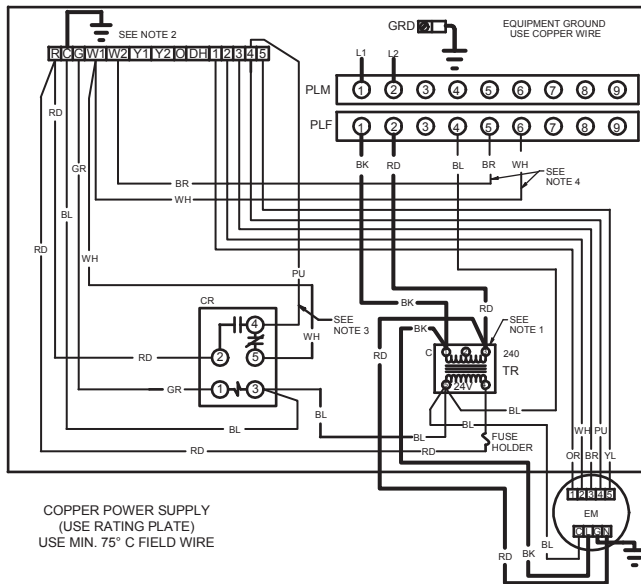 SEE NOTE 2
R C G W1 W2 Y1 Y2 O DH 1 2 3 4 5
GRD
EQUIPMENT GROUND
USE COPPER WIRE
L1 L2
PLM 1 2 3 4 5 6 7 8 9
PLF 1 2 3 4 5 6 7 8 9
BK RD BL BR WH
SEE
NOTE 4
RD
GR
BL
RD
WH
BR
WH
PU
CR
4
2 5
1 3
SEE
NOTE 3
WH
RD
GR
BL
BL
RD
BK
RD
SEE
NOTE 1
RD
BK
C 2 3 240
TR
24V
BL
BL
BL
RD
FUSE
HOLDER
OR WH BR PU YL
1 2 3 4 5
EM
C L G N
RD BK BL
COPPER POWER SUPPLY
(USE RATING PLATE)
USE MIN. 75° C FIELD WIRE